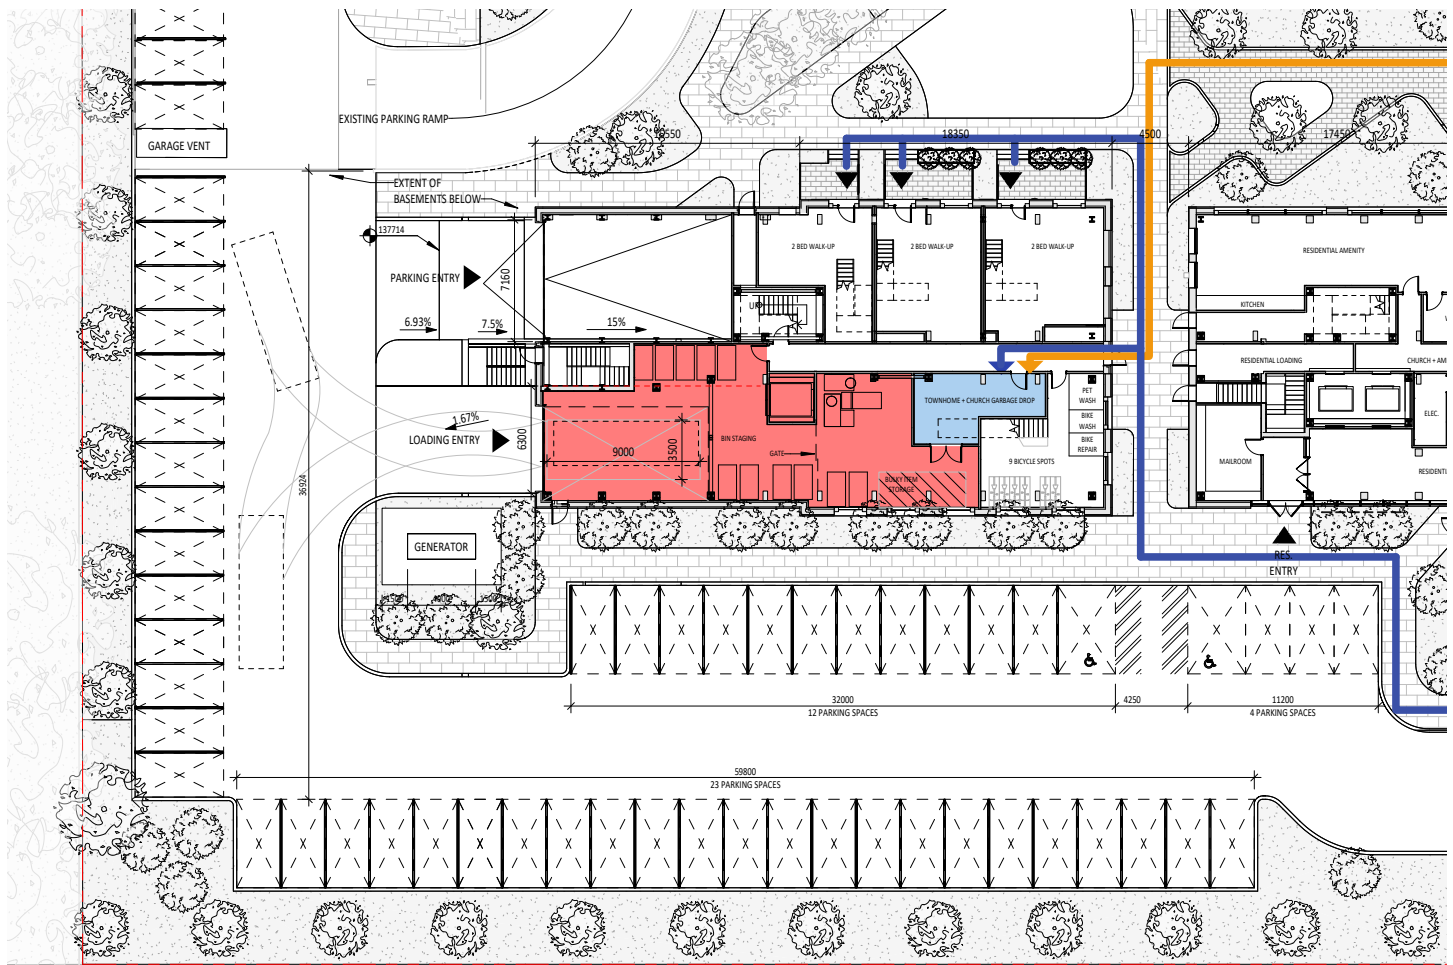 EXISTING PARKING RAMP
18350
4500
17450
GARAGE VENT
EXTENT OF
BASEMENTS BELOW
137714
PARKING ENTRY
7160
6.93%
7.5%
15%
UP
2 BED WALK-UP
2 BED WALK-UP
2 BED WALK-UP
RESIDENTIAL AMENITY
KITCHEN
RESIDENTIAL LOADING
CHURCH + AM
1.67%
LOADING ENTRY
6300
9000
3500
BIN STAGING
GATE
TOWNHOME + CHURCH GARBAGE DROP
BULKY ITEM
STORAGE
PET
WASH
BIKE
WASH
BIKE
REPAIR
9 BICYCLE SPOTS
ELEC.
MAILROOM
RESIDENTI
36924
GENERATOR
RES.
ENTRY
32000
12 PARKING SPACES
4250
11200
4 PARKING SPACES
59800
23 PARKING SPACES